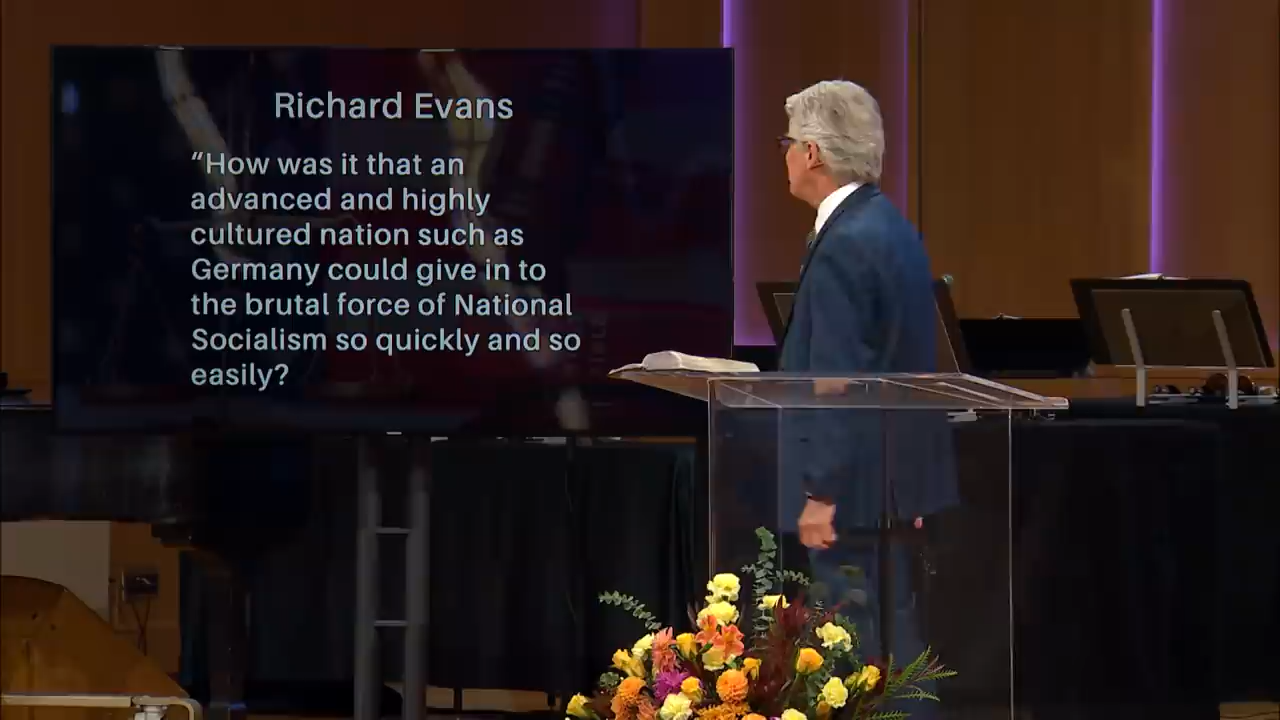 Richard Evans
“How was it that an
advanced and highly
cultured nation such as
Germany could give in to
the brutal force of National
Socialism so quickly and so
easily?